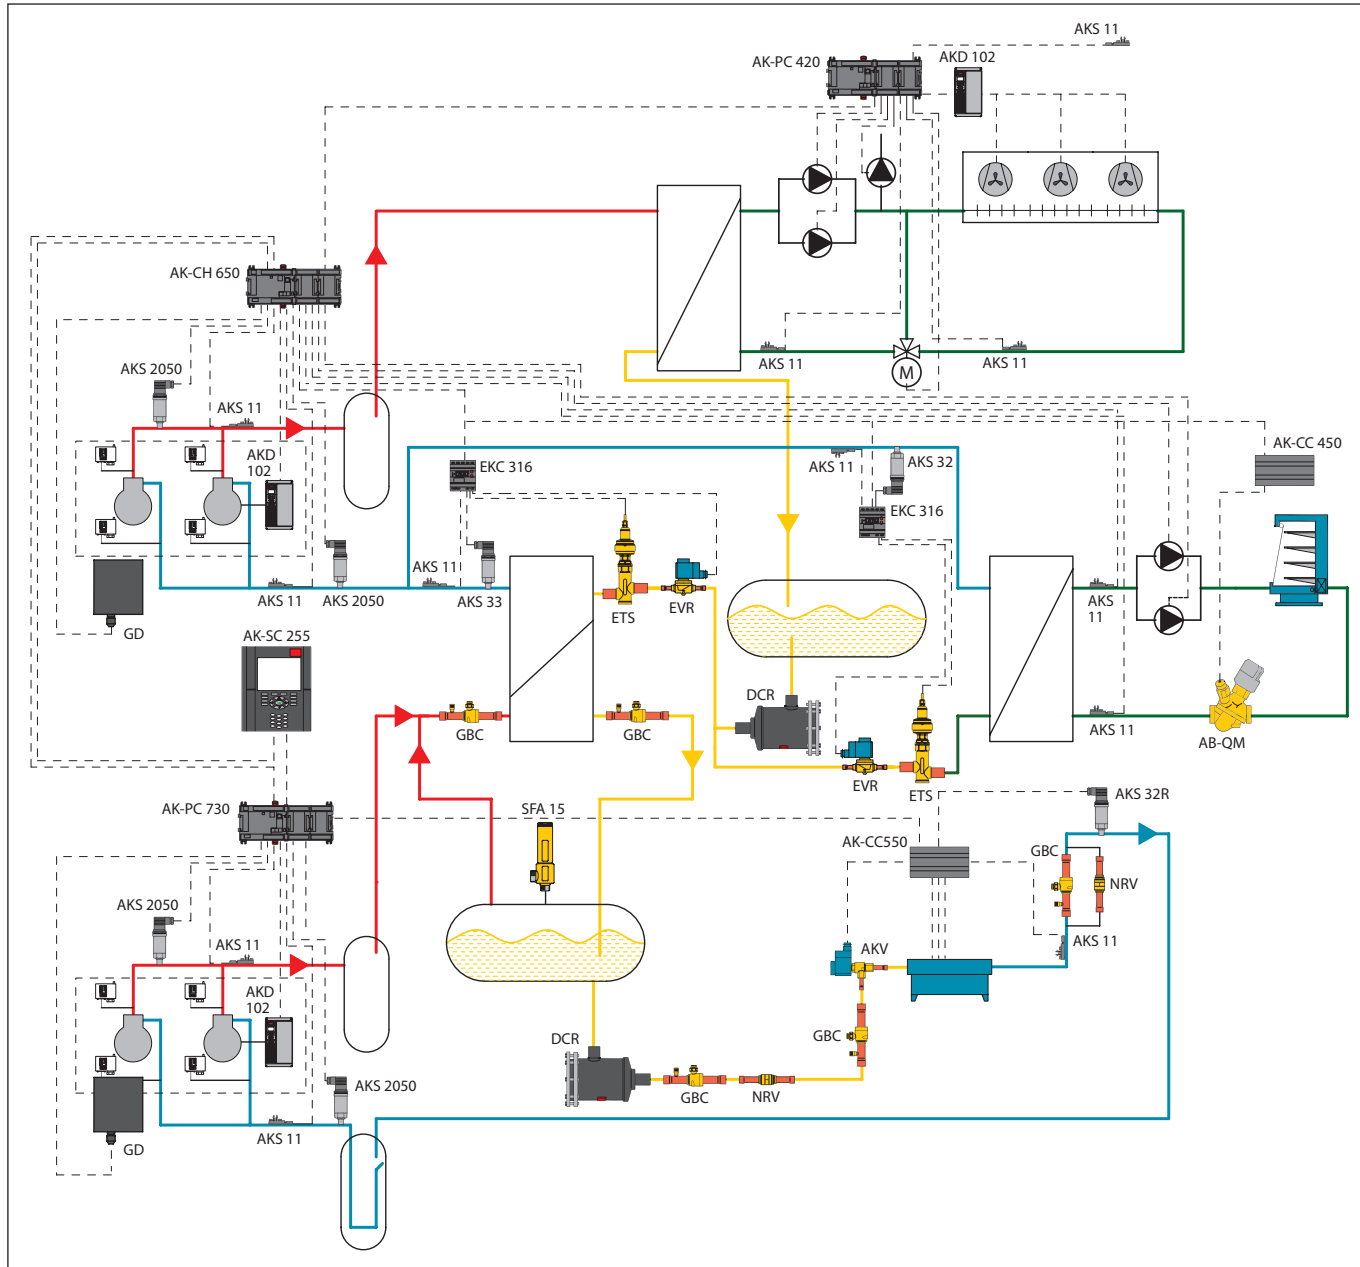 AKS 11
AK-PC 420
AKD 102
AK-CH 650
AKS 11
AKS 11
M
AKS 2050
AKS 11
AKD
102
EKC 316
AKS 11
AKS 32
AK-CC 450
EKC 316
AKS 11
AKS 11
AKS 2050
AKS 33
ETS
EVR
AKS
11
GD
AK-SC 255
DCR
GBC
GBC
AKS 11
AB-QM
EVR
ETS
AK-PC 730
SFA 15
AKS 32R
AK-CC550
GBC
NRV
AKS 2050
AKS 11
AKS 11
AKV
AKD
102
GBC
DCR
AKS 2050
GBC
NRV
AKS 11
GD